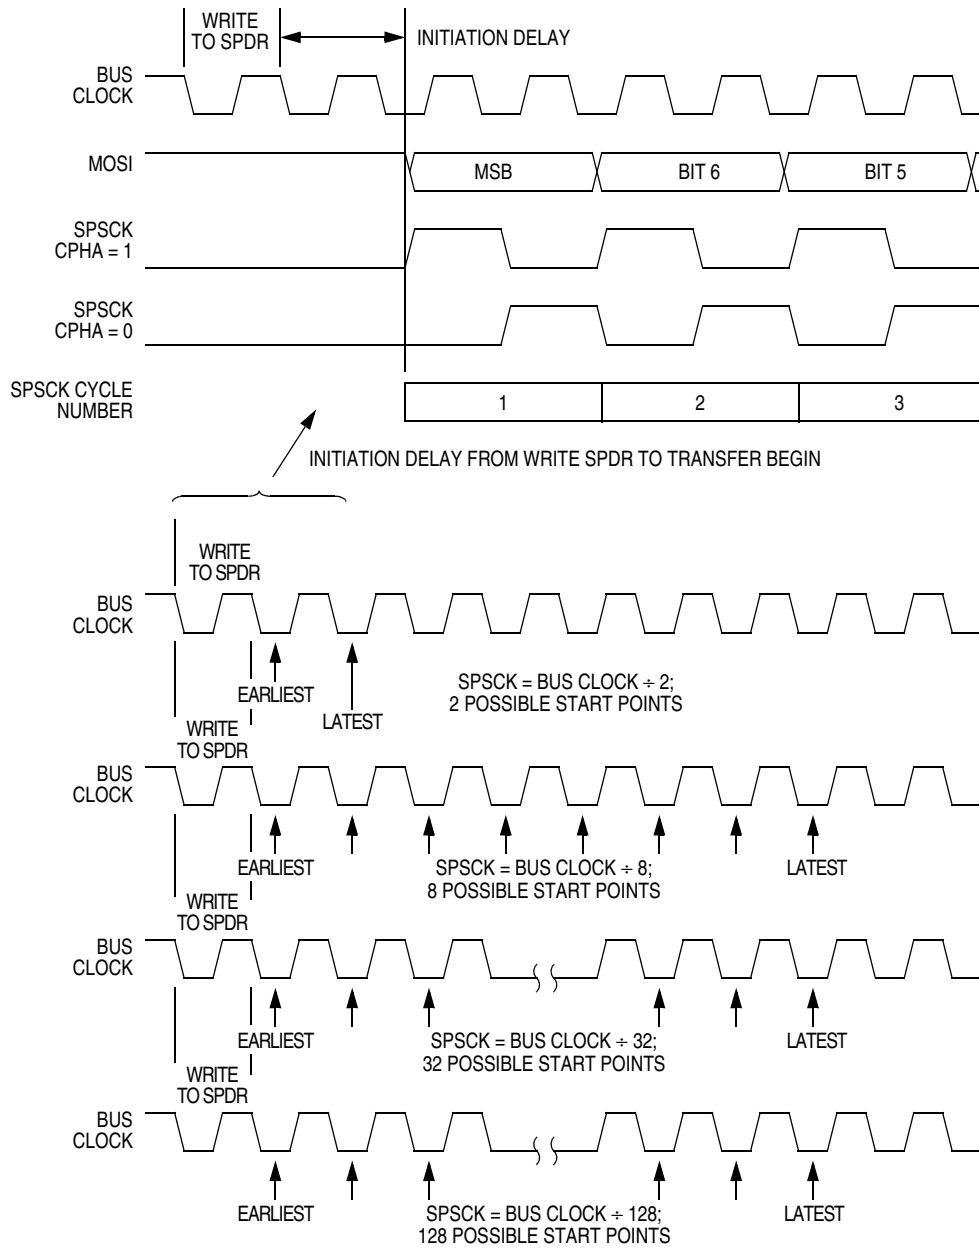 WRITE
TO SPDR
INITIATION DELAY
BUS
CLOCK
MOSI
MSB
BIT 6
BIT 5
SPSCK
CPHA = 1
SPSCK
CPHA = 0
SPSCK CYCLE
NUMBER
1
2
3
INITIATION DELAY FROM WRITE SPDR TO TRANSFER BEGIN
WRITE
TO SPDR
BUS
CLOCK
EARLIEST
LATEST
SPSCK = BUS CLOCK ÷ 2;
2 POSSIBLE START POINTS
WRITE
TO SPDR
BUS
CLOCK
EARLIEST
SPSCK = BUS CLOCK ÷ 8;
8 POSSIBLE START POINTS
LATEST
WRITE
TO SPDR
BUS
CLOCK
EARLIEST
SPSCK = BUS CLOCK ÷ 32;
32 POSSIBLE START POINTS
LATEST
WRITE
TO SPDR
BUS
CLOCK
EARLIEST
SPSCK = BUS CLOCK ÷ 128;
128 POSSIBLE START POINTS
LATEST